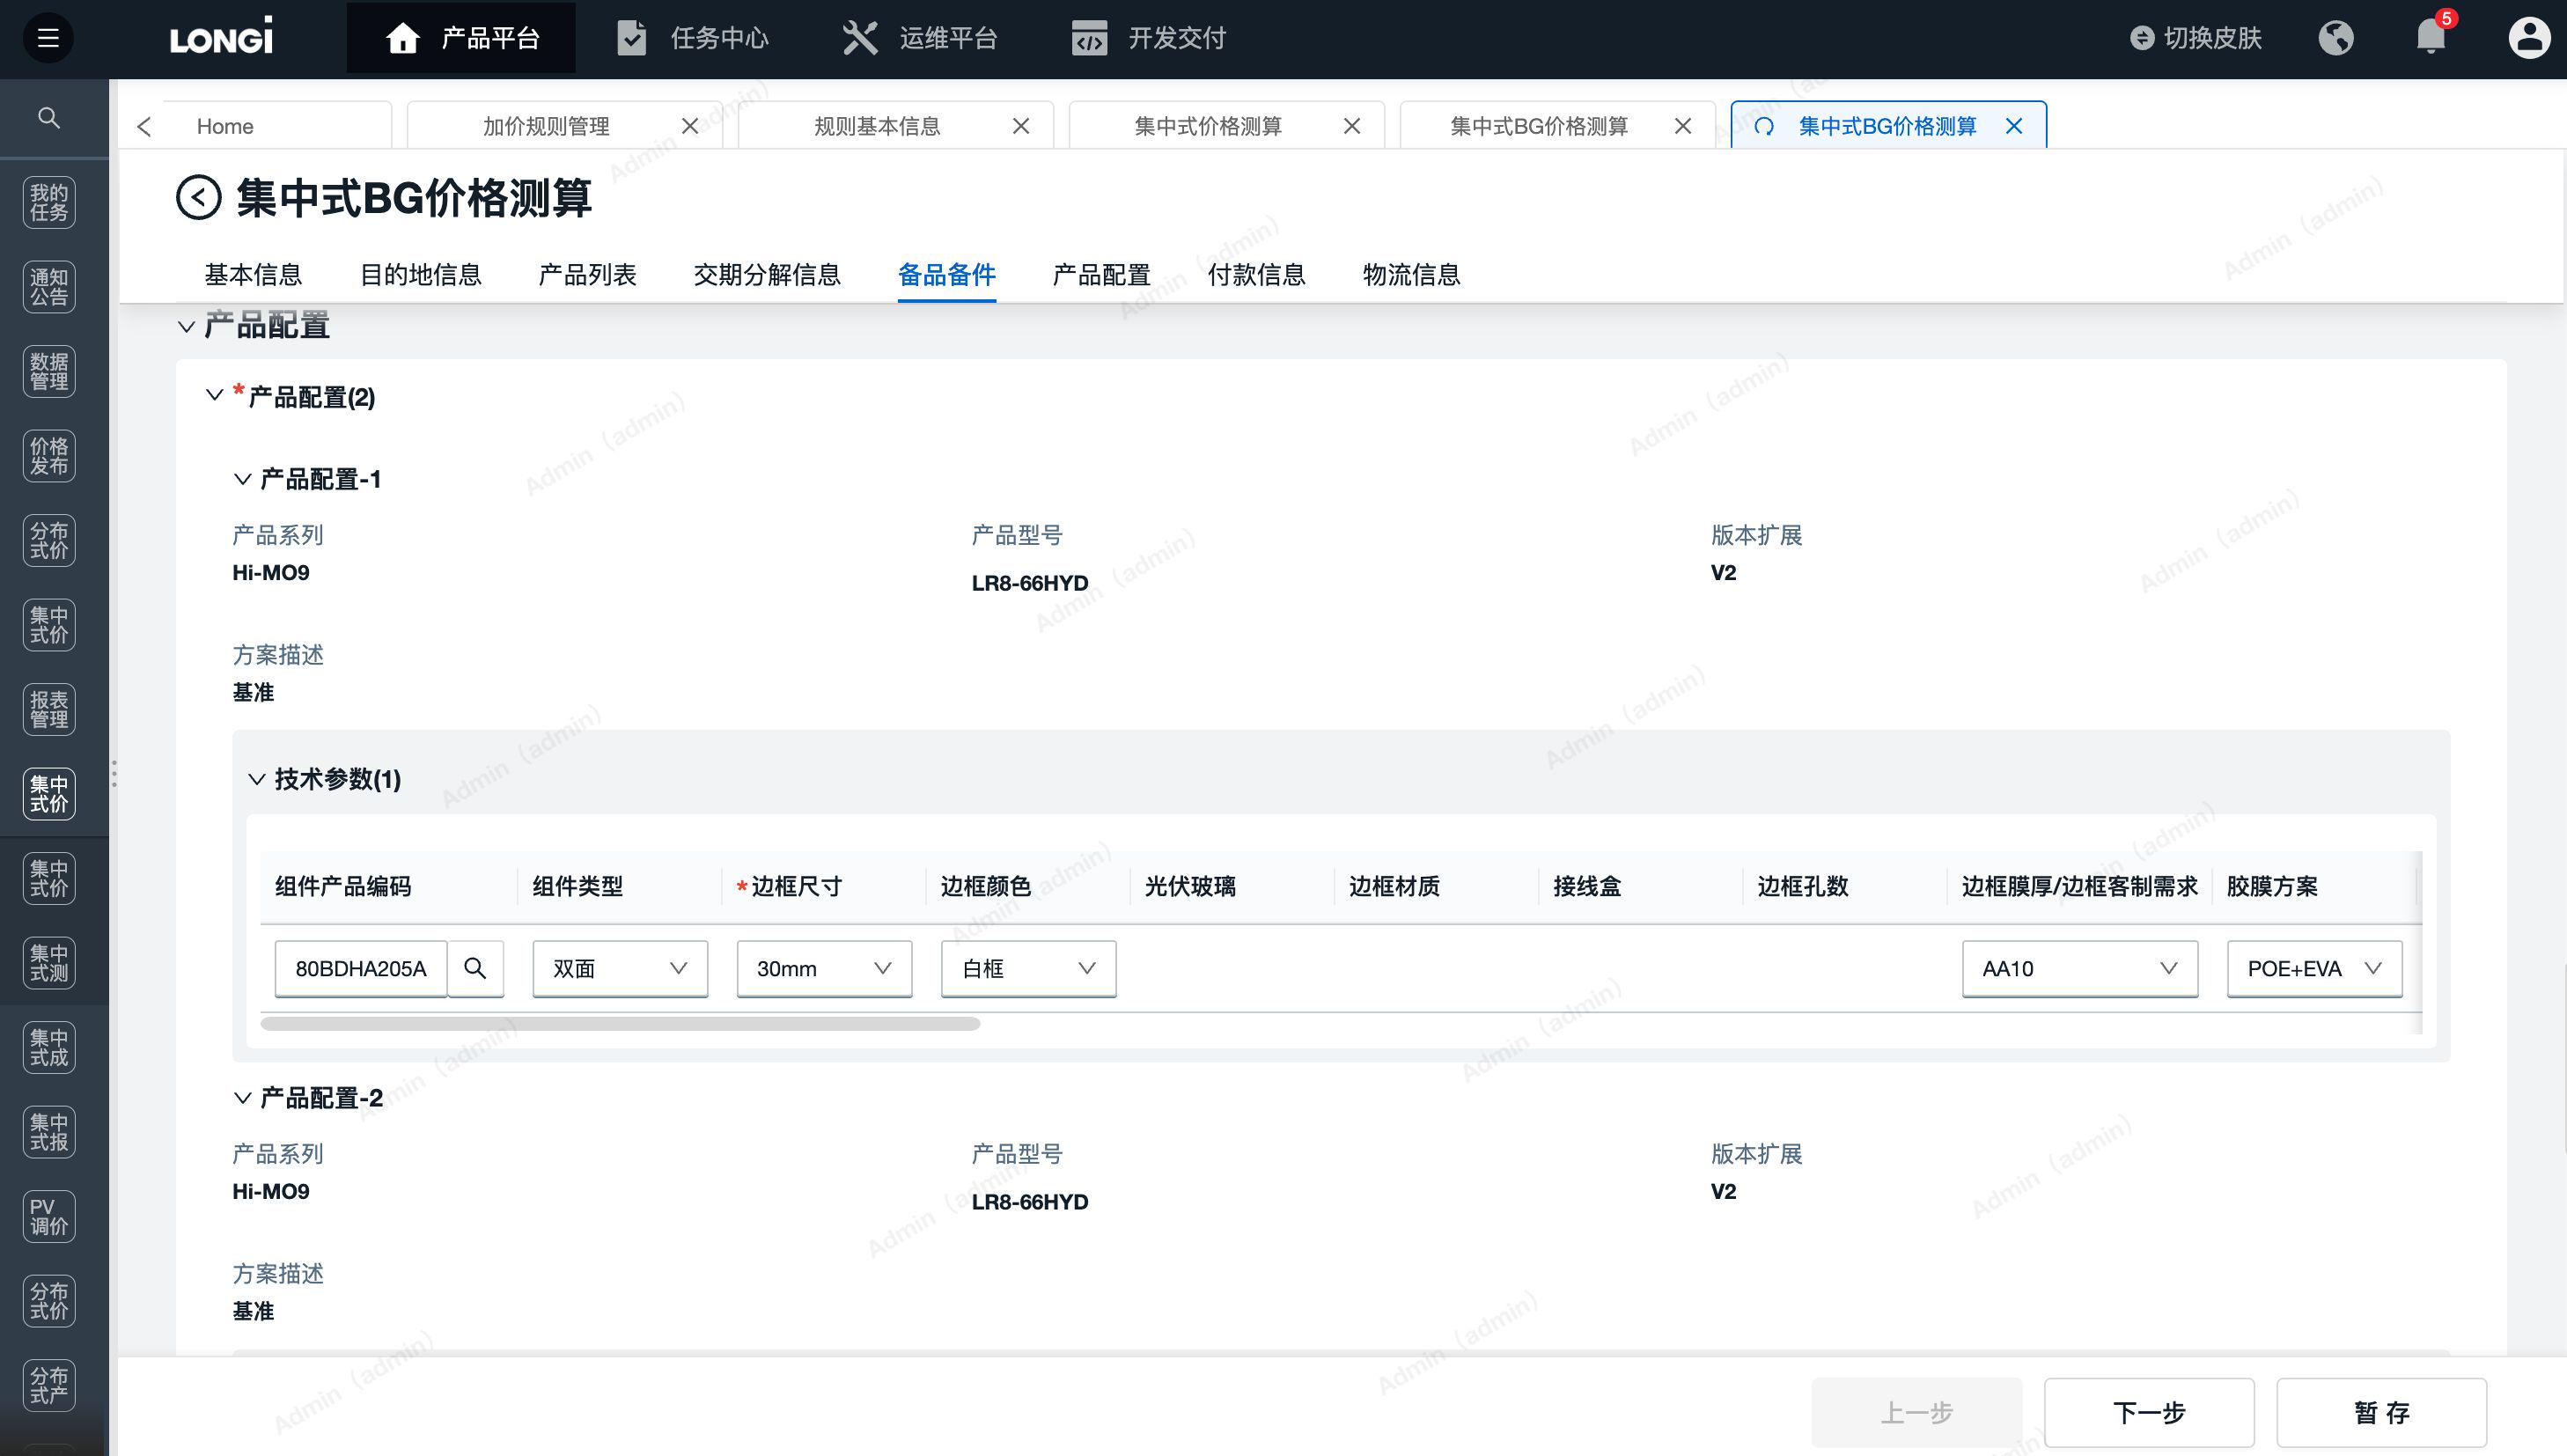 LONGi 产品平台 任务中心 运维平台 开发交付 切换皮肤 5
Home 加价规则管理 规则基本信息 集中式价格测算 集中式BG价格测算 集中式BG价格测算
我的
任务
通知
公告
数据
管理
价格
发布
分布
式价
集中
式价
报表
管理
集中
式价
集中
式价
集中
式测
集中
式成
集中
式报
PV
调价
分布
式价
分布
式产
集中式BG价格测算
基本信息 目的地信息 产品列表 交期分解信息 备品备件 产品配置 付款信息 物流信息
产品配置
*产品配置(2)
产品配置-1
产品系列 产品型号 版本扩展
Hi-MO9 LR8-66HYD V2
方案描述
基准
技术参数(1)
组件产品编码 组件类型 *边框尺寸 边框颜色 光伏玻璃 边框材质 接线盒 边框孔数 边框膜厚/边框客制需求 胶膜方案
80BDHA205A 双面 30mm 白框 AA10 POE+EVA
产品配置-2
产品系列 产品型号 版本扩展
Hi-MO9 LR8-66HYD V2
方案描述
基准
上一步 下一步 暂 存
Admin（admin）